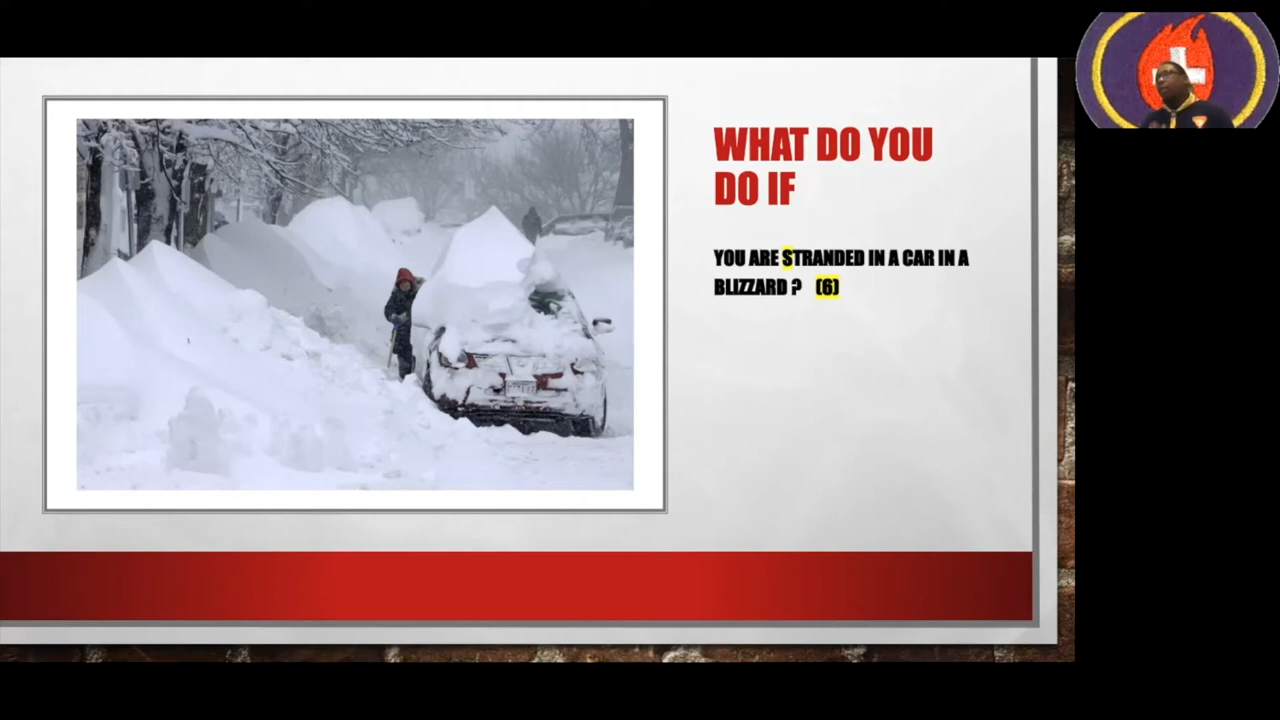 WHAT DO YOU
DO IF
YOU ARE STRANDED IN A CAR IN A
BLIZZARD ? (6)